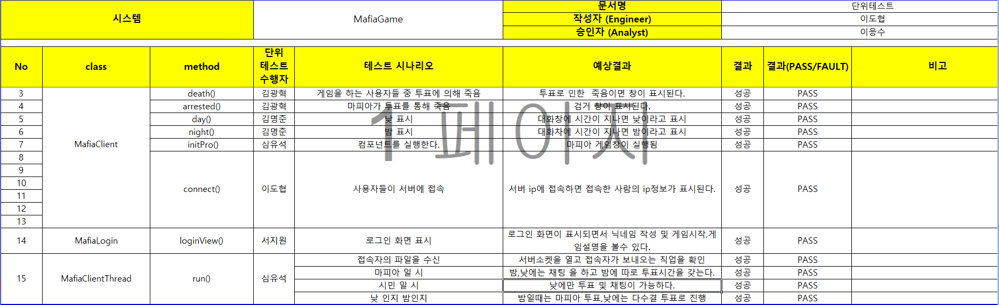 시스템
MafiaGame
문서명
단위테스트
작성자 (Engineer)
이도협
승인자 (Analyst)
이응수
No
class
method
단위
테스트
수행자
테스트 시나리오
예상결과
결과
결과(PASS/FAULT)
비고
MafiaClient
3
death()
김광혁
게임을 하는 사용자들 중 투표에 의해 죽음
투표로 인한  죽음이면 창이 표시된다.
성공
PASS
4
arrested()
김광혁
마피아가 투표를 통해 죽음
검거 창이 표시된다.
성공
PASS
5
day()
김명준
낮 표시
대화창에 시간이 지나면 낮이라고 표시
성공
PASS
6
night()
김명준
밤 표시
대화차에 시간이 지나면 밤이라고 표시
성공
PASS
7
initPro()
심유석
컴포넌트를 실행한다.
마피아 게임창이 실행됨
성공
PASS
8
9
10
11
12
13
connect()
이도협
사용자들이 서버에 접속
서버 ip에 접속하면 접속한 사람의 ip정보가 표시된다.
성공
PASS
14
MafiaLogin
loginView()
서지원
로그인 화면 표시
로그인 화면이 표시되면서 닉네임 작성 및 게임시작,게
임설명을 볼수 있다.
성공
PASS
15
MafiaClientThread
run()
심유석
접속자의 파일을 수신
서버소켓을 열고 접속자가 보내오는 직업을 확인
성공
PASS
마피아 일 시
밤,낮에는 채팅 을 하고 밤에 따로 투표시간을 갖는다.
성공
PASS
시민 일 시
낮에만 투표 및 채팅이 가능하다.
성공
PASS
낮 인지 밤인지
밤일때는 마피아 투표,낮에는 다수결 투표로 진행
성공
PASS
1 페이지